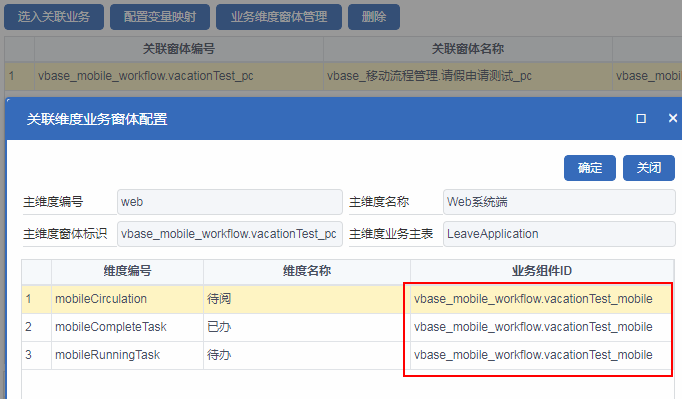 选入关联业务 配置变量映射 业务维度窗体管理 删除
关联窗体编号 关联窗体名称
1 vbase_mobile_workflow.vacationTest_pc vbase_移动流程管理.请假申请测试_pc vbase_mobile_workflow.va
关联维度业务窗体配置
确定 关闭
主维度编号 web 主维度名称 Web系统端
主维度窗体标识 vbase_mobile_workflow.vacationTest_pc 主维度业务主表 LeaveApplication
维度编号 维度名称 业务组件ID
1 mobileCirculation 待阅 vbase_mobile_workflow.vacationTest_mobile
2 mobileCompleteTask 已办 vbase_mobile_workflow.vacationTest_mobile
3 mobileRunningTask 待办 vbase_mobile_workflow.vacationTest_mobile